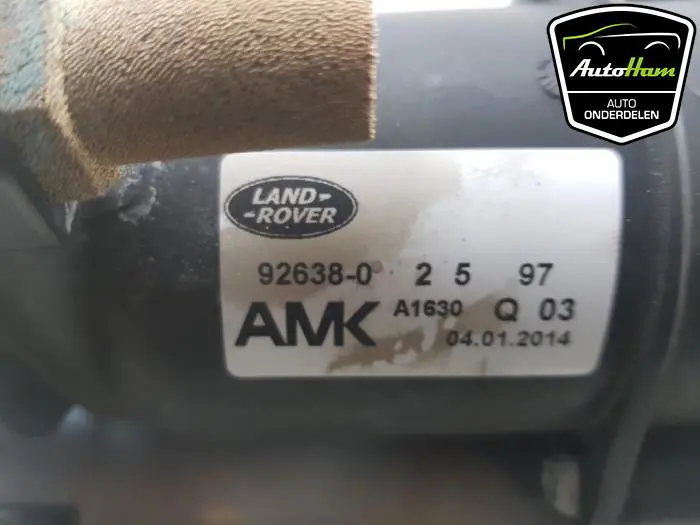 AutoHam
AUTO
ONDERDELEN
LAND-
-ROVER
92638-0 2 5 97
AMK A1630 Q 03
04.01.2014